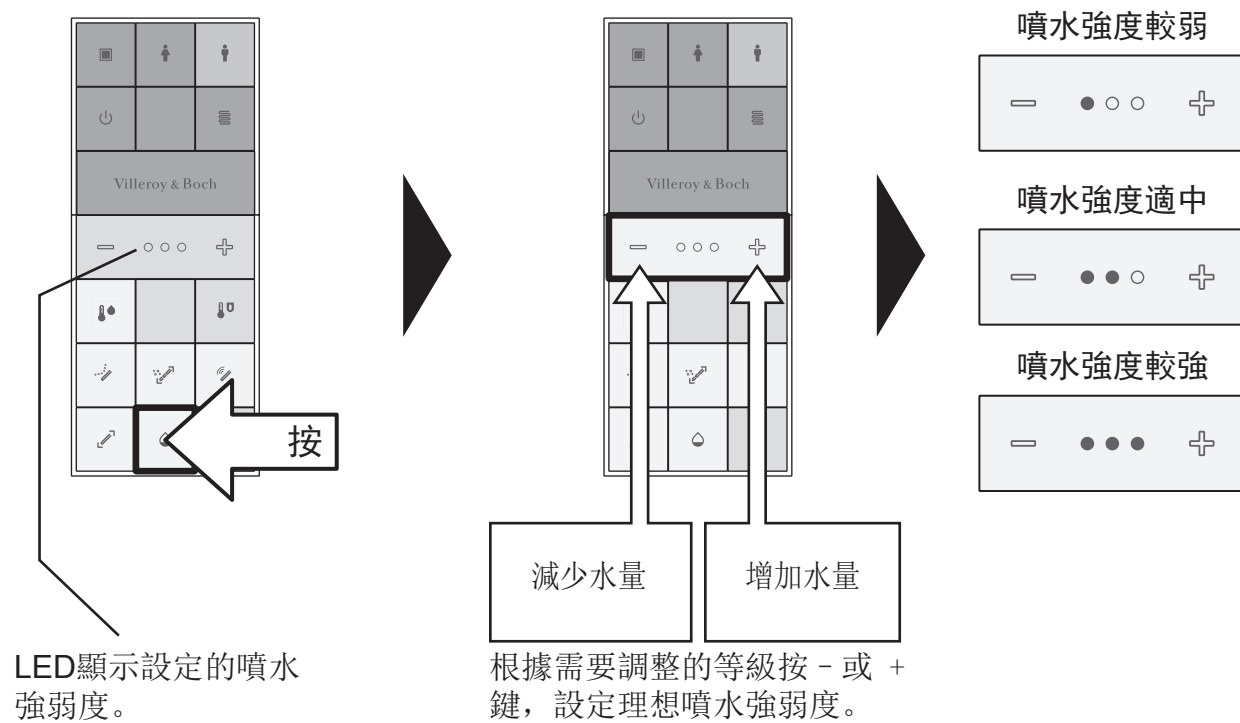 Villeroy & Boch
按
LED顯示設定的噴水
強弱度。
Villeroy & Boch
減少水量
增加水量
根據需要調整的等級按 - 或 +
鍵，設定理想噴水強弱度。
噴水強度較弱
噴水強度適中
噴水強度較強